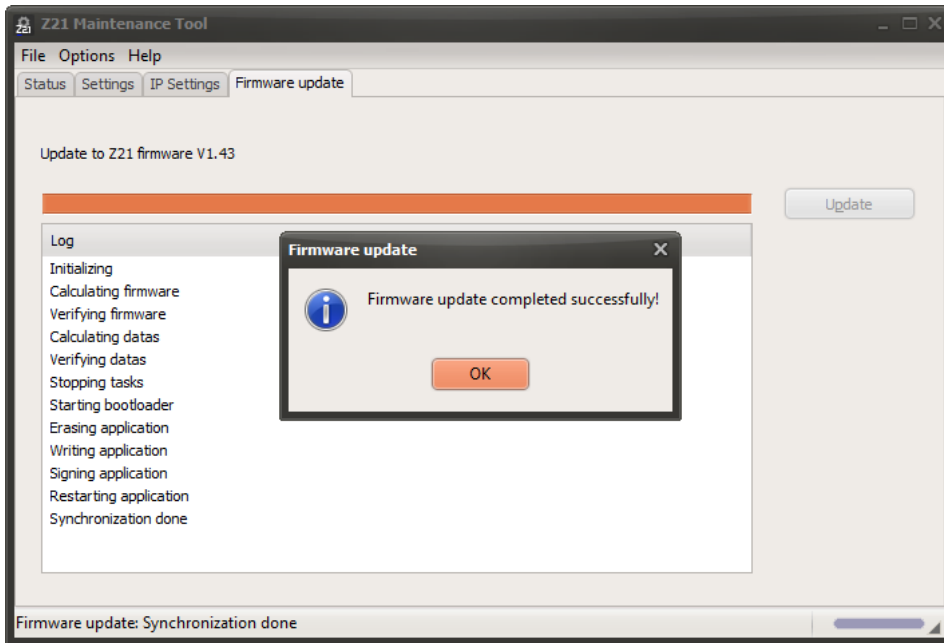 Z21 Z21 Maintenance Tool
File Options Help
Status Settings IP Settings Firmware update
Update to Z21 firmware V1.43
Update
Log
Initializing
Calculating firmware
Verifying firmware
Calculating datas
Verifying datas
Stopping tasks
Starting bootloader
Erasing application
Writing application
Signing application
Restarting application
Synchronization done
Firmware update
Firmware update completed successfully!
OK
Firmware update: Synchronization done